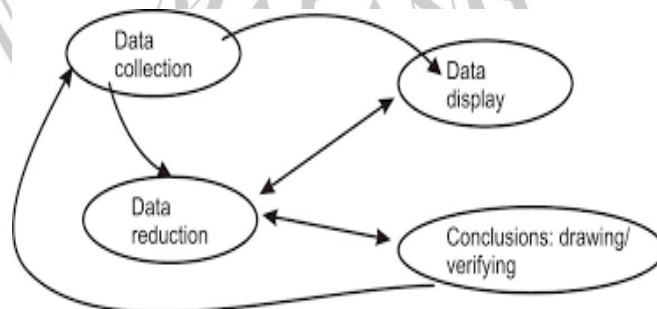 Data
collection
Data
display
Data
reduction
Conclusions: drawing/
verifying